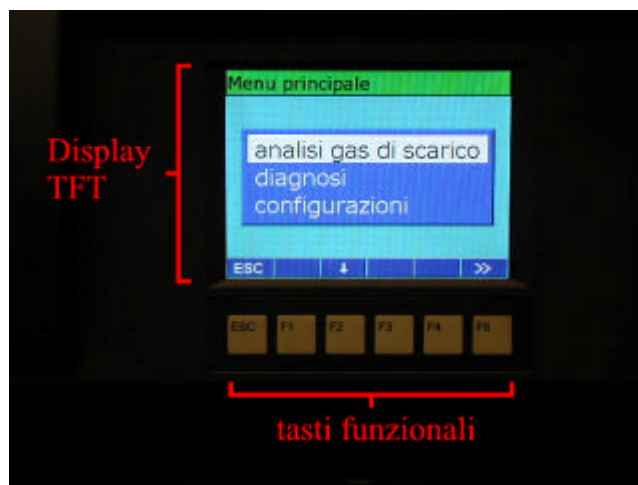 Menu principale
Display
TFT
analisi gas di scarico
diagnosi
configurazioni
ESC ↓ >>
ESC F1 F2 F3 F4 F5
tasti funzionali